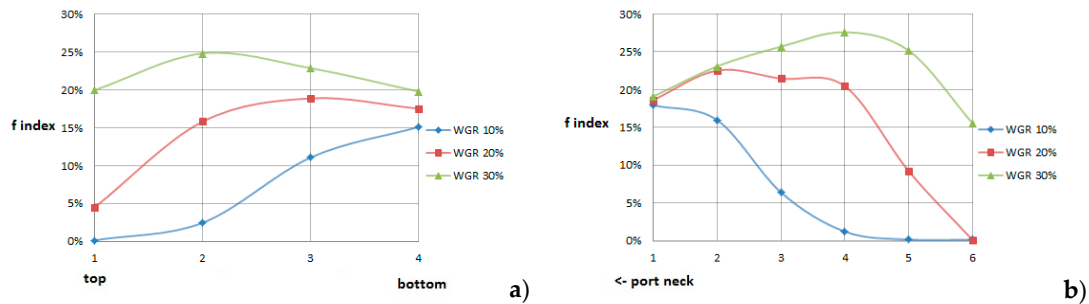 30%
25%
20%
15%
10%
5%
0%
f index
1
2
3
4
top
bottom
WGR 10%
WGR 20%
WGR 30%
a)
30%
25%
20%
15%
10%
5%
0%
f index
1
2
3
4
5
6
<- port neck
WGR 10%
WGR 20%
WGR 30%
b)